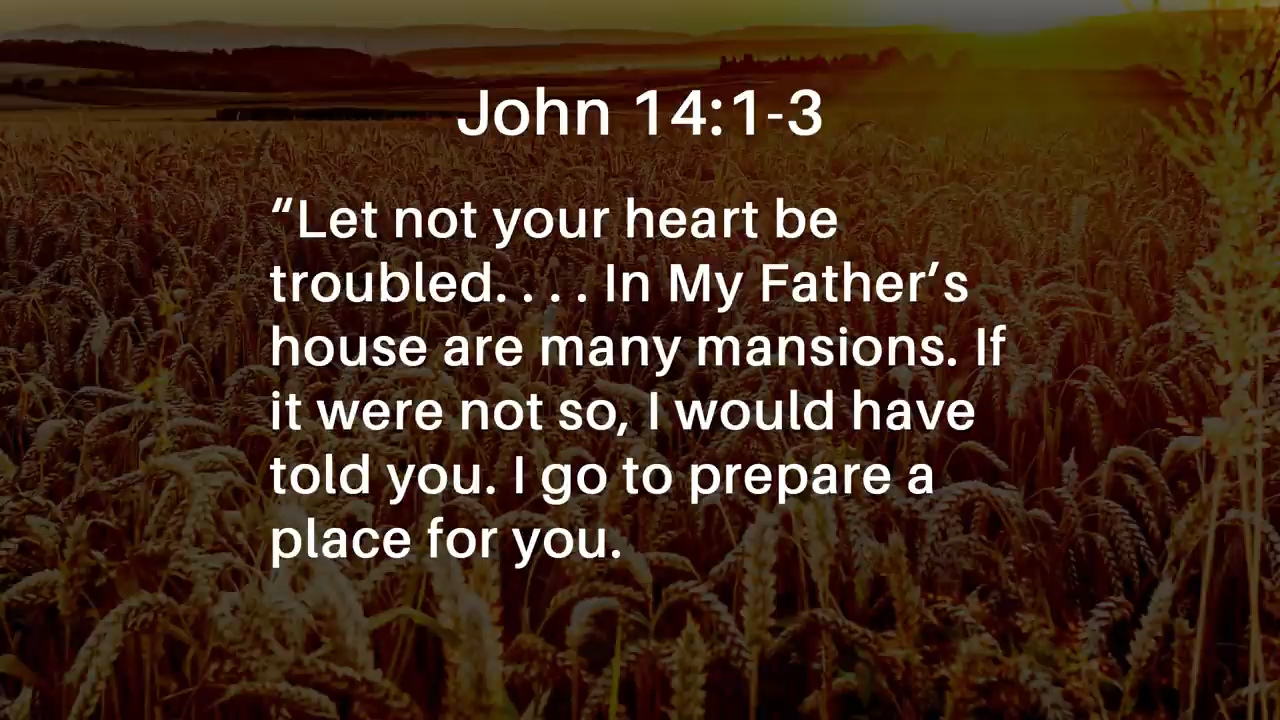 John 14:1-3
“Let not your heart be
troubled. . . . In My Father’s
house are many mansions. If
it were not so, I would have
told you. I go to prepare a
place for you.